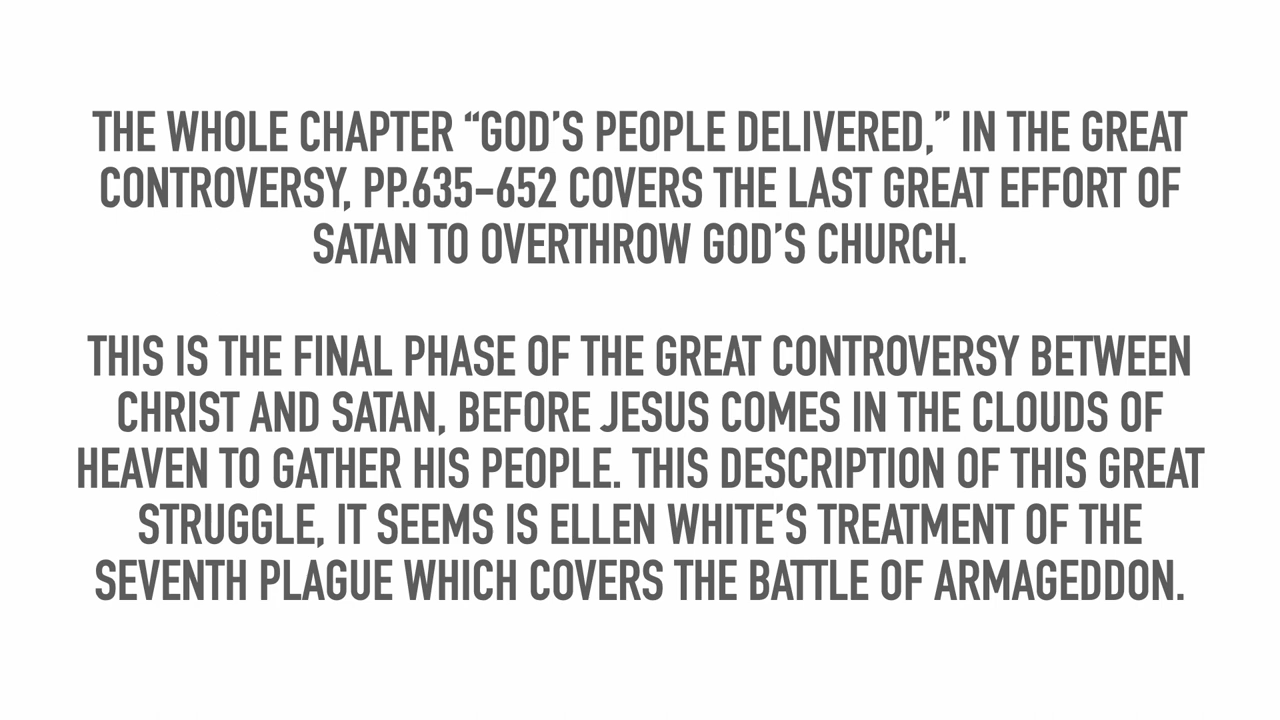 THE WHOLE CHAPTER “GOD’S PEOPLE DELIVERED,” IN THE GREAT
CONTROVERSY, PP.635–652 COVERS THE LAST GREAT EFFORT OF
SATAN TO OVERTHROW GOD’S CHURCH.
THIS IS THE FINAL PHASE OF THE GREAT CONTROVERSY BETWEEN
CHRIST AND SATAN, BEFORE JESUS COMES IN THE CLOUDS OF
HEAVEN TO GATHER HIS PEOPLE. THIS DESCRIPTION OF THIS GREAT
STRUGGLE, IT SEEMS IS ELLEN WHITE’S TREATMENT OF THE
SEVENTH PLAGUE WHICH COVERS THE BATTLE OF ARMAGEDDON.